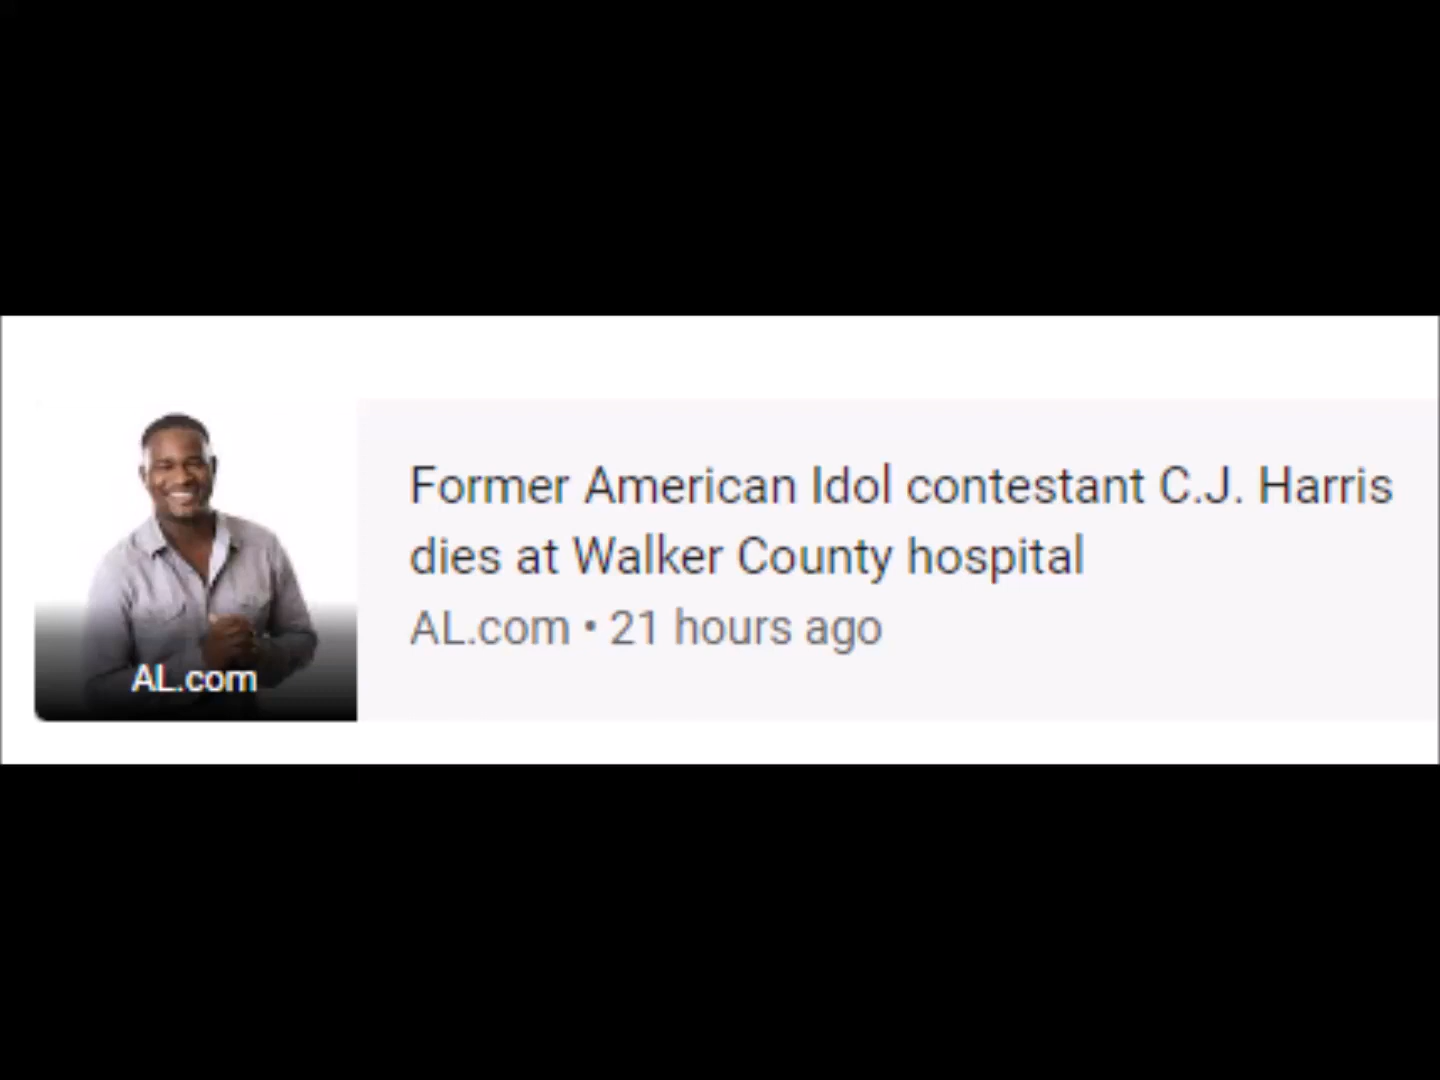 Former American Idol contestant C.J. Harris
dies at Walker County hospital
AL.com • 21 hours ago
AL.com